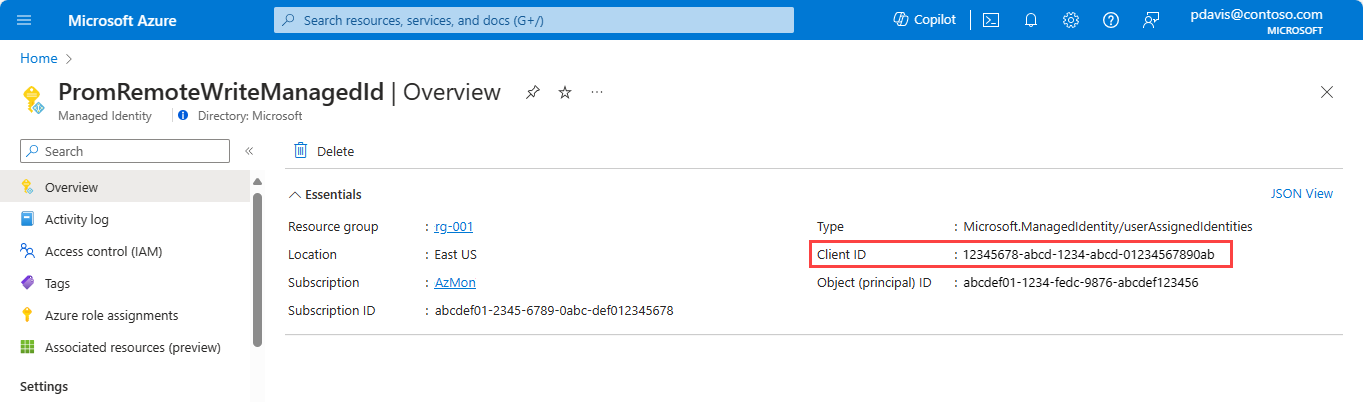 Microsoft Azure
Search resources, services, and docs (G+/)
Copilot
pdavis@contoso.com
MICROSOFT
Home
PromRemoteWriteManagedId | Overview
Managed Identity
Directory: Microsoft
Search
Delete
Overview
Activity log
Access control (IAM)
Tags
Azure role assignments
Associated resources (preview)
Settings
Essentials
JSON View
Resource group : rg-001
Location : East US
Subscription : AzMon
Subscription ID : abcdef01-2345-6789-0abc-def012345678
Type : Microsoft.ManagedIdentity/userAssignedIdentities
Client ID : 12345678-abcd-1234-abcd-01234567890ab
Object (principal) ID : abcdef01-1234-fedc-9876-abcdef123456